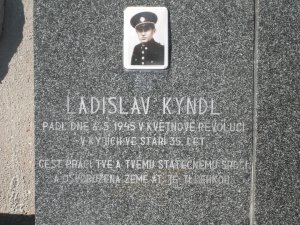 LADISLAV KYNDL
PADL DNE 6.5.1945 V KVĚTNOVÉ REVOLUCI
V KYJÍCH VE STÁŘÍ 35 LET
ČEST PRÁCI TVÉ A TVÉMU STATEČNÉMU SRDCI
A OSVOBOZENÁ ZEMĚ AŤ JE TI LEHKOU